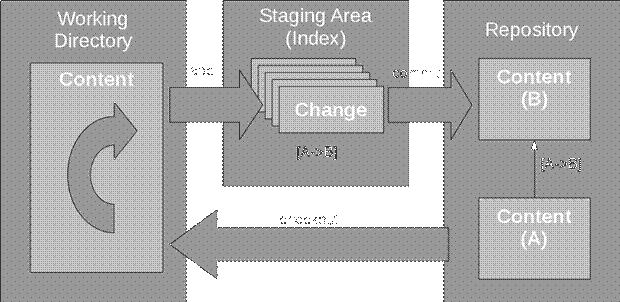 Working
Directory
Content
add
Staging Area
(Index)
Change
[A->B]
commit
Repository
Content
(B)
[A->B]
Content
(A)
checkout